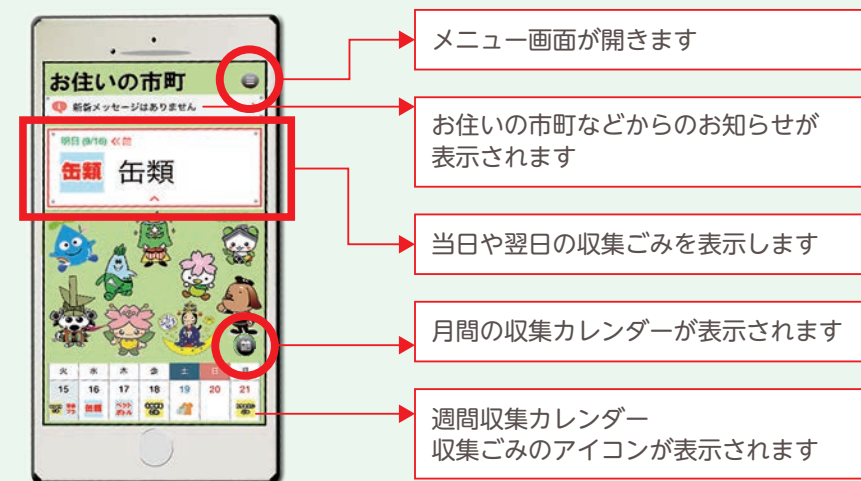 お住いの市町
新着メッセージはありません
明日 (9/16)
缶類 缶類
火 水 木 金 土 日 月
15 16 17 18 19 20 21
缶類 ペットボトル
メニュー画面が開きます
お住いの市町などからのお知らせが
表示されます
当日や翌日の収集ごみを表示します
月間の収集カレンダーが表示されます
週間収集カレンダー
収集ごみのアイコンが表示されます